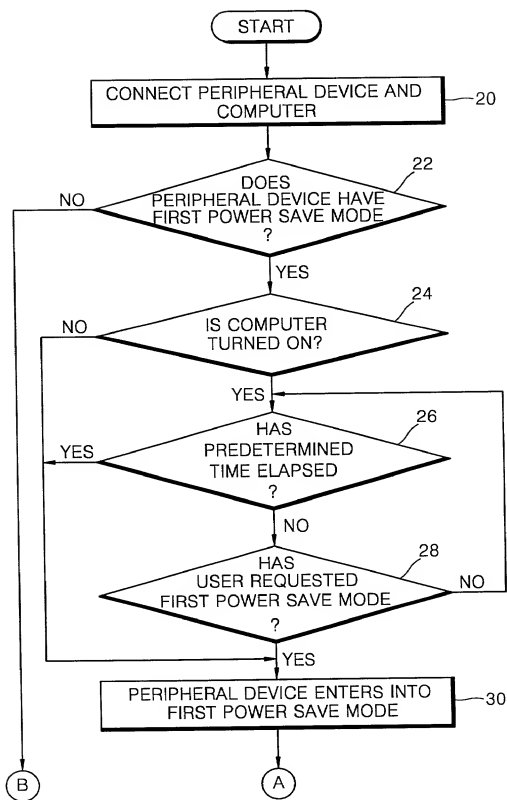 START
CONNECT PERIPHERAL DEVICE AND
COMPUTER
20
22
DOES
PERIPHERAL DEVICE HAVE
FIRST POWER SAVE MODE
?
NO
YES
24
IS COMPUTER
TURNED ON?
NO
YES
26
HAS
PREDETERMINED
TIME ELAPSED
?
YES
NO
28
HAS
USER REQUESTED
FIRST POWER SAVE MODE
?
NO
YES
PERIPHERAL DEVICE ENTERS INTO
FIRST POWER SAVE MODE
30
B
A